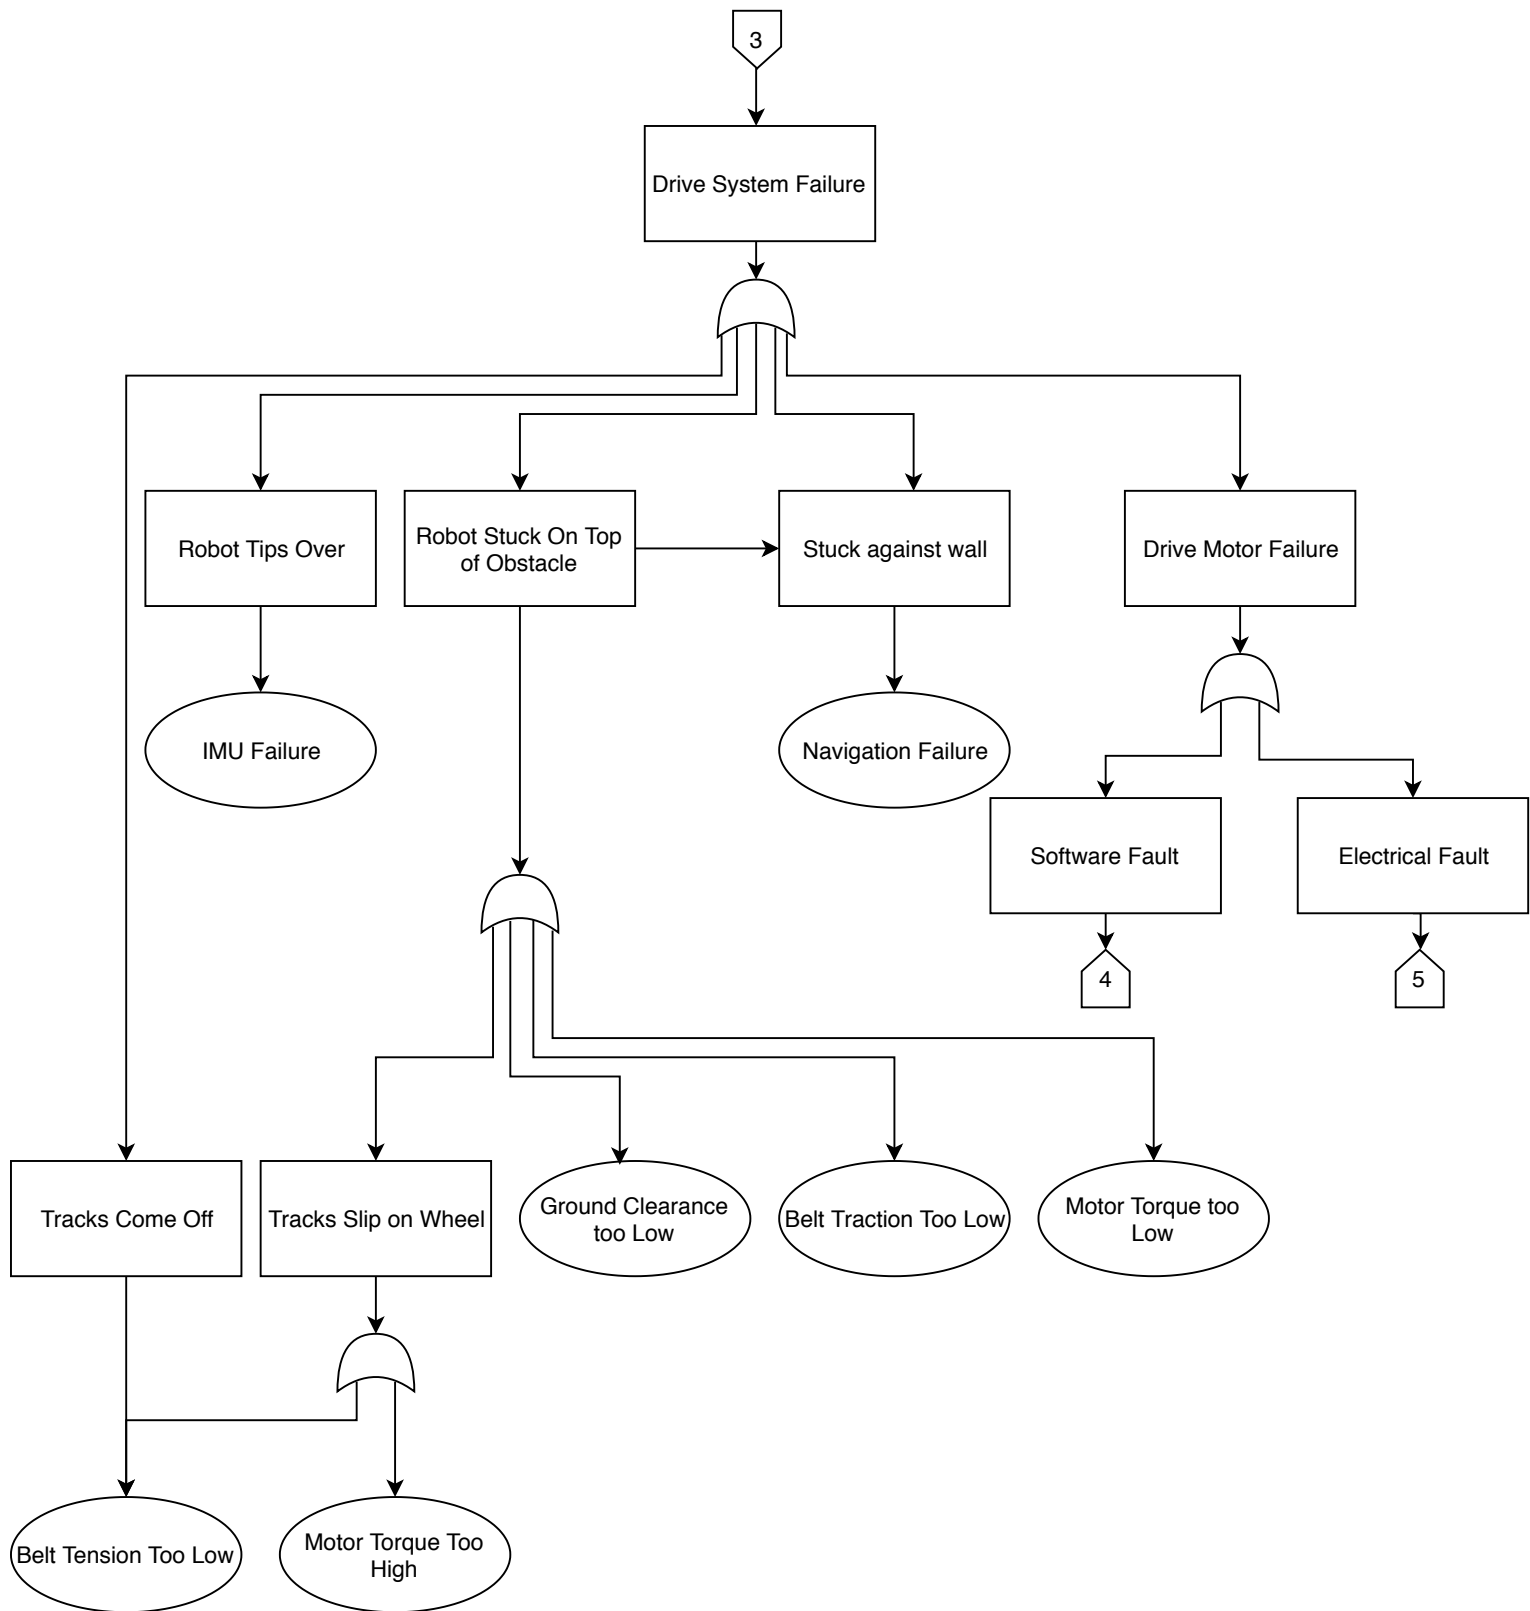 3
Drive System Failure
Robot Tips Over
Robot Stuck On Top
of Obstacle
Stuck against wall
Drive Motor Failure
IMU Failure
Navigation Failure
Software Fault
Electrical Fault
4
5
Tracks Come Off
Tracks Slip on Wheel
Ground Clearance
too Low
Belt Traction Too Low
Motor Torque too
Low
Belt Tension Too Low
Motor Torque Too
High